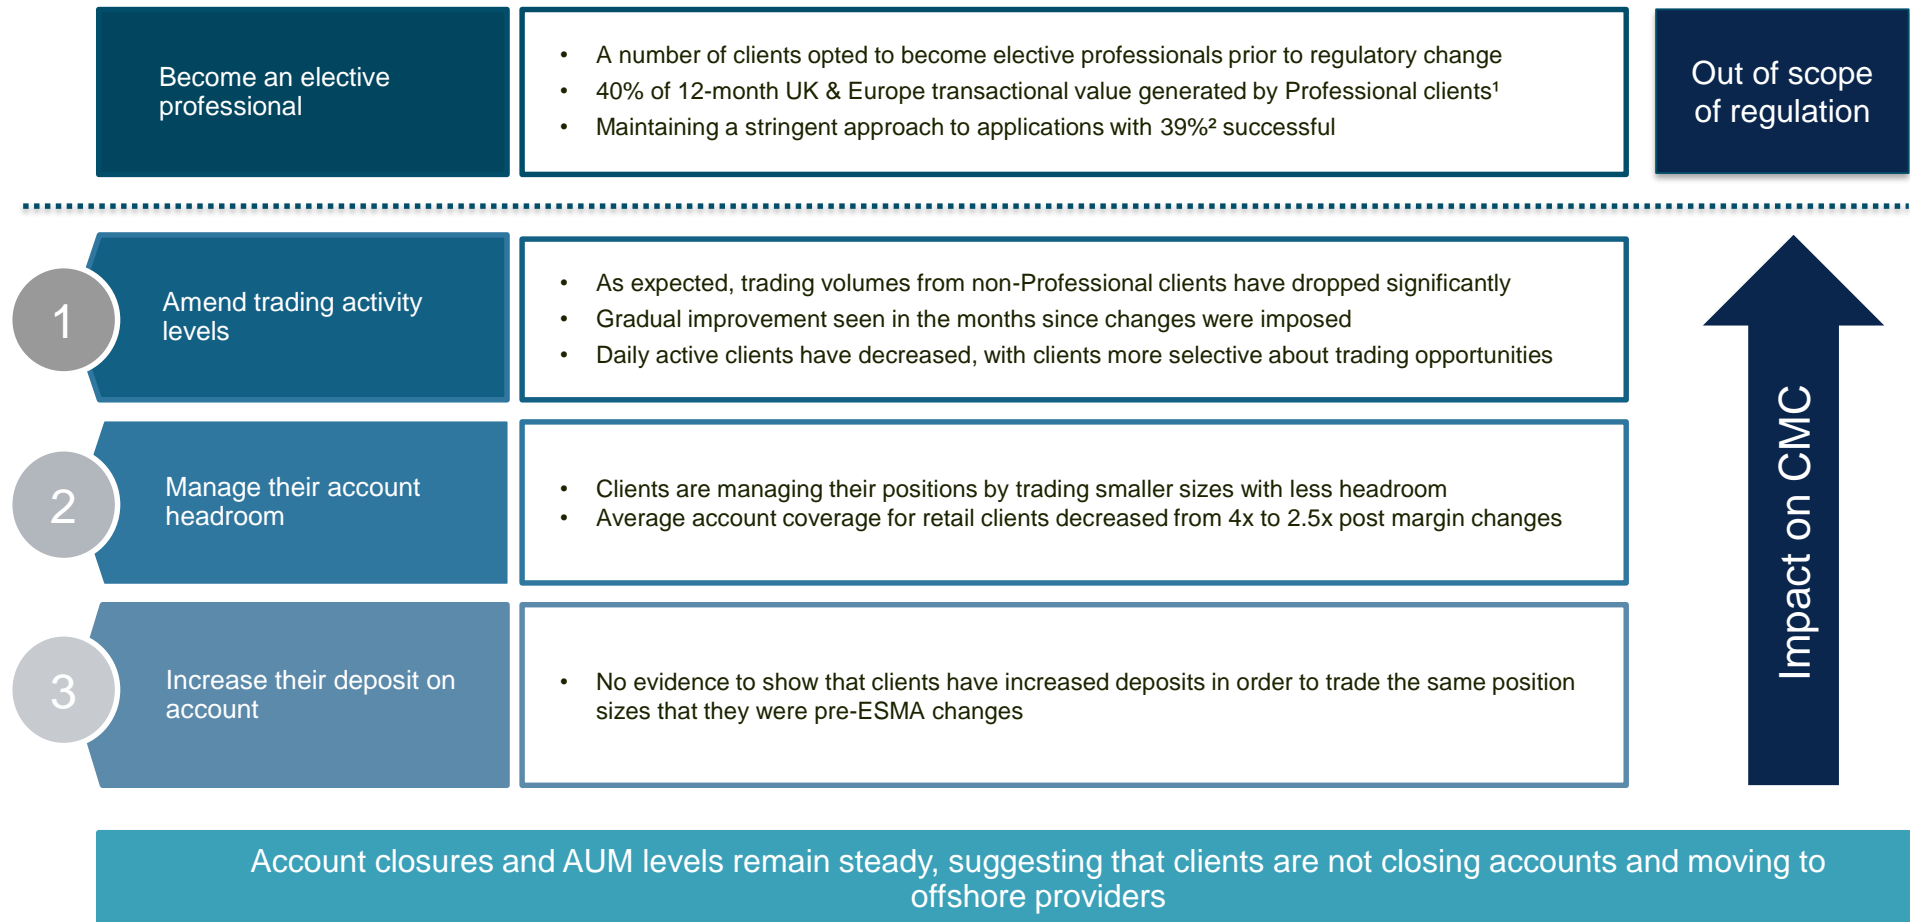 Become an elective
professional
• A number of clients opted to become elective professionals prior to regulatory change
• 40% of 12-month UK & Europe transactional value generated by Professional clients¹
• Maintaining a stringent approach to applications with 39%² successful
Out of scope
of regulation
1
Amend trading activity
levels
• As expected, trading volumes from non-Professional clients have dropped significantly
• Gradual improvement seen in the months since changes were imposed
• Daily active clients have decreased, with clients more selective about trading opportunities
2
Manage their account
headroom
• Clients are managing their positions by trading smaller sizes with less headroom
• Average account coverage for retail clients decreased from 4x to 2.5x post margin changes
3
Increase their deposit on
account
• No evidence to show that clients have increased deposits in order to trade the same position
sizes that they were pre-ESMA changes
Impact on CMC
Account closures and AUM levels remain steady, suggesting that clients are not closing accounts and moving to
offshore providers